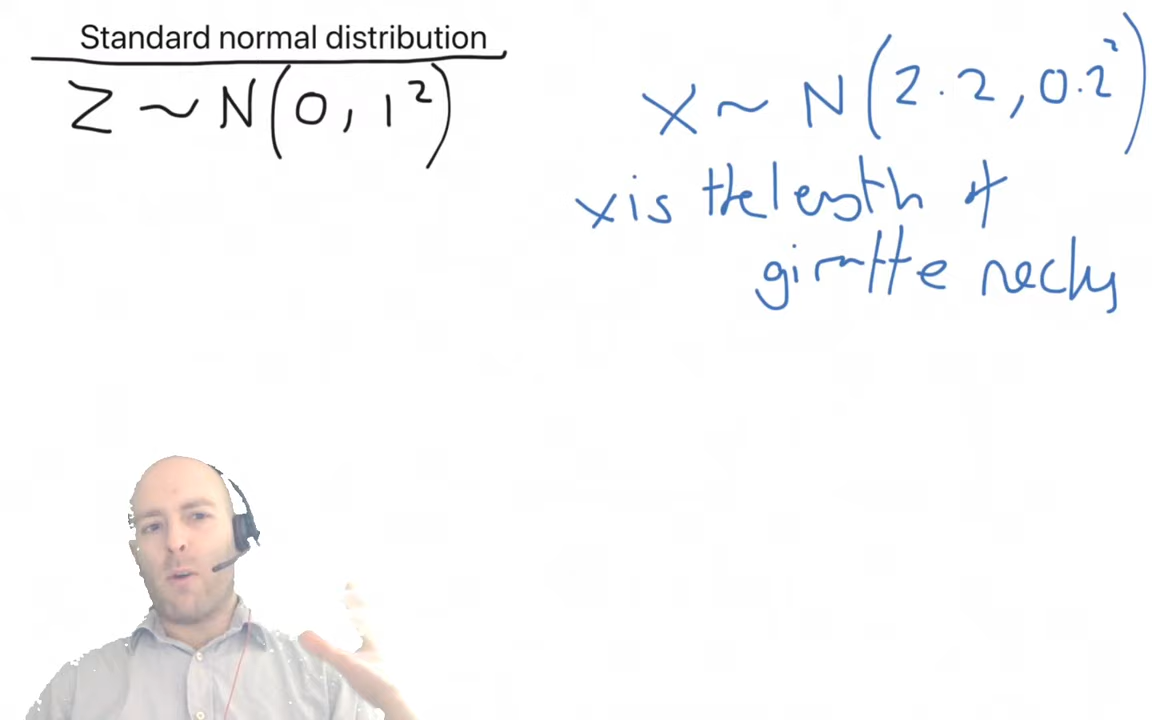 Standard normal distribution
Z ~ N(0, 1²)
X ~ N(2.2, 0.2²)
x is the length of
giraffe necks